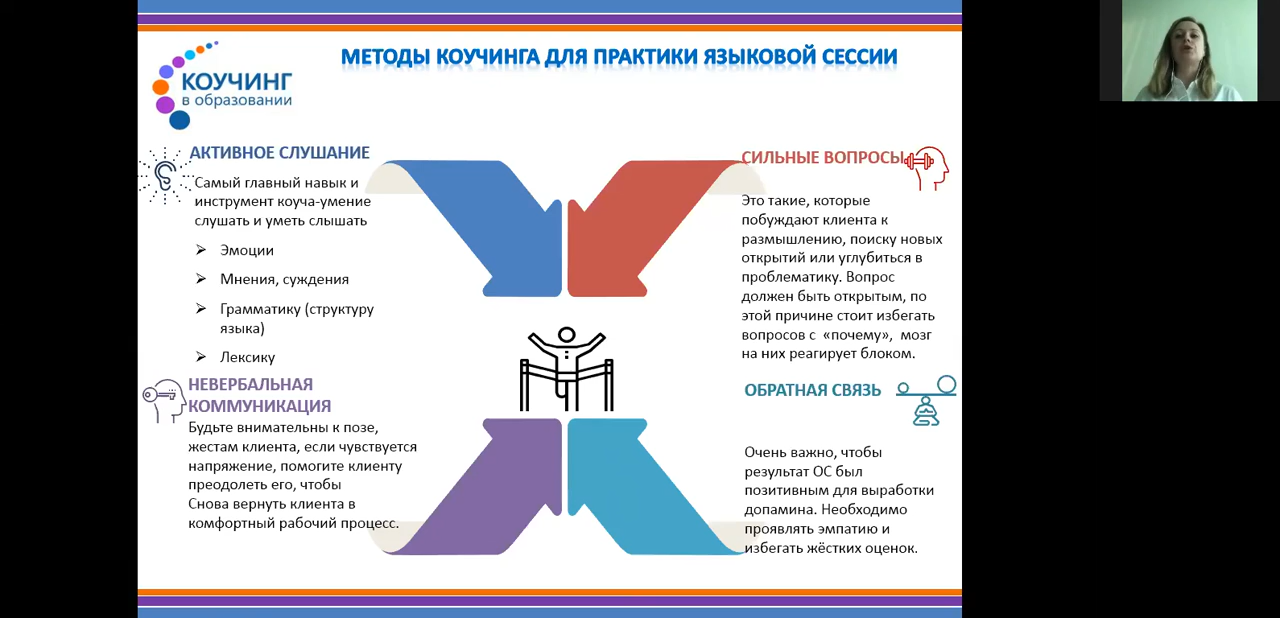 МЕТОДЫ КОУЧИНГА ДЛЯ ПРАКТИКИ ЯЗЫКОВОЙ СЕССИИ
КОУЧИНГ
в образовании
АКТИВНОЕ СЛУШАНИЕ
Самый главный навык и
инструмент коуча-умение
слушать и уметь слышать
Эмоции
Мнения, суждения
Грамматику (структуру
языка)
Лексику
СИЛЬНЫЕ ВОПРОСЫ
Это такие, которые
побуждают клиента к
размышлению, поиску новых
открытий или углубиться в
проблематику. Вопрос
должен быть открытым, по
этой причине стоит избегать
вопросов с «почему», мозг
на них реагирует блоком.
НЕВЕРБАЛЬНАЯ
КОММУНИКАЦИЯ
Будьте внимательны к позе,
жестам клиента, если чувствуется
напряжение, помогите клиенту
преодолеть его, чтобы
Снова вернуть клиента в
комфортный рабочий процесс.
ОБРАТНАЯ СВЯЗЬ
Очень важно, чтобы
результат ОС был
позитивным для выработки
допамина. Необходимо
проявлять эмпатию и
избегать жёстких оценок.